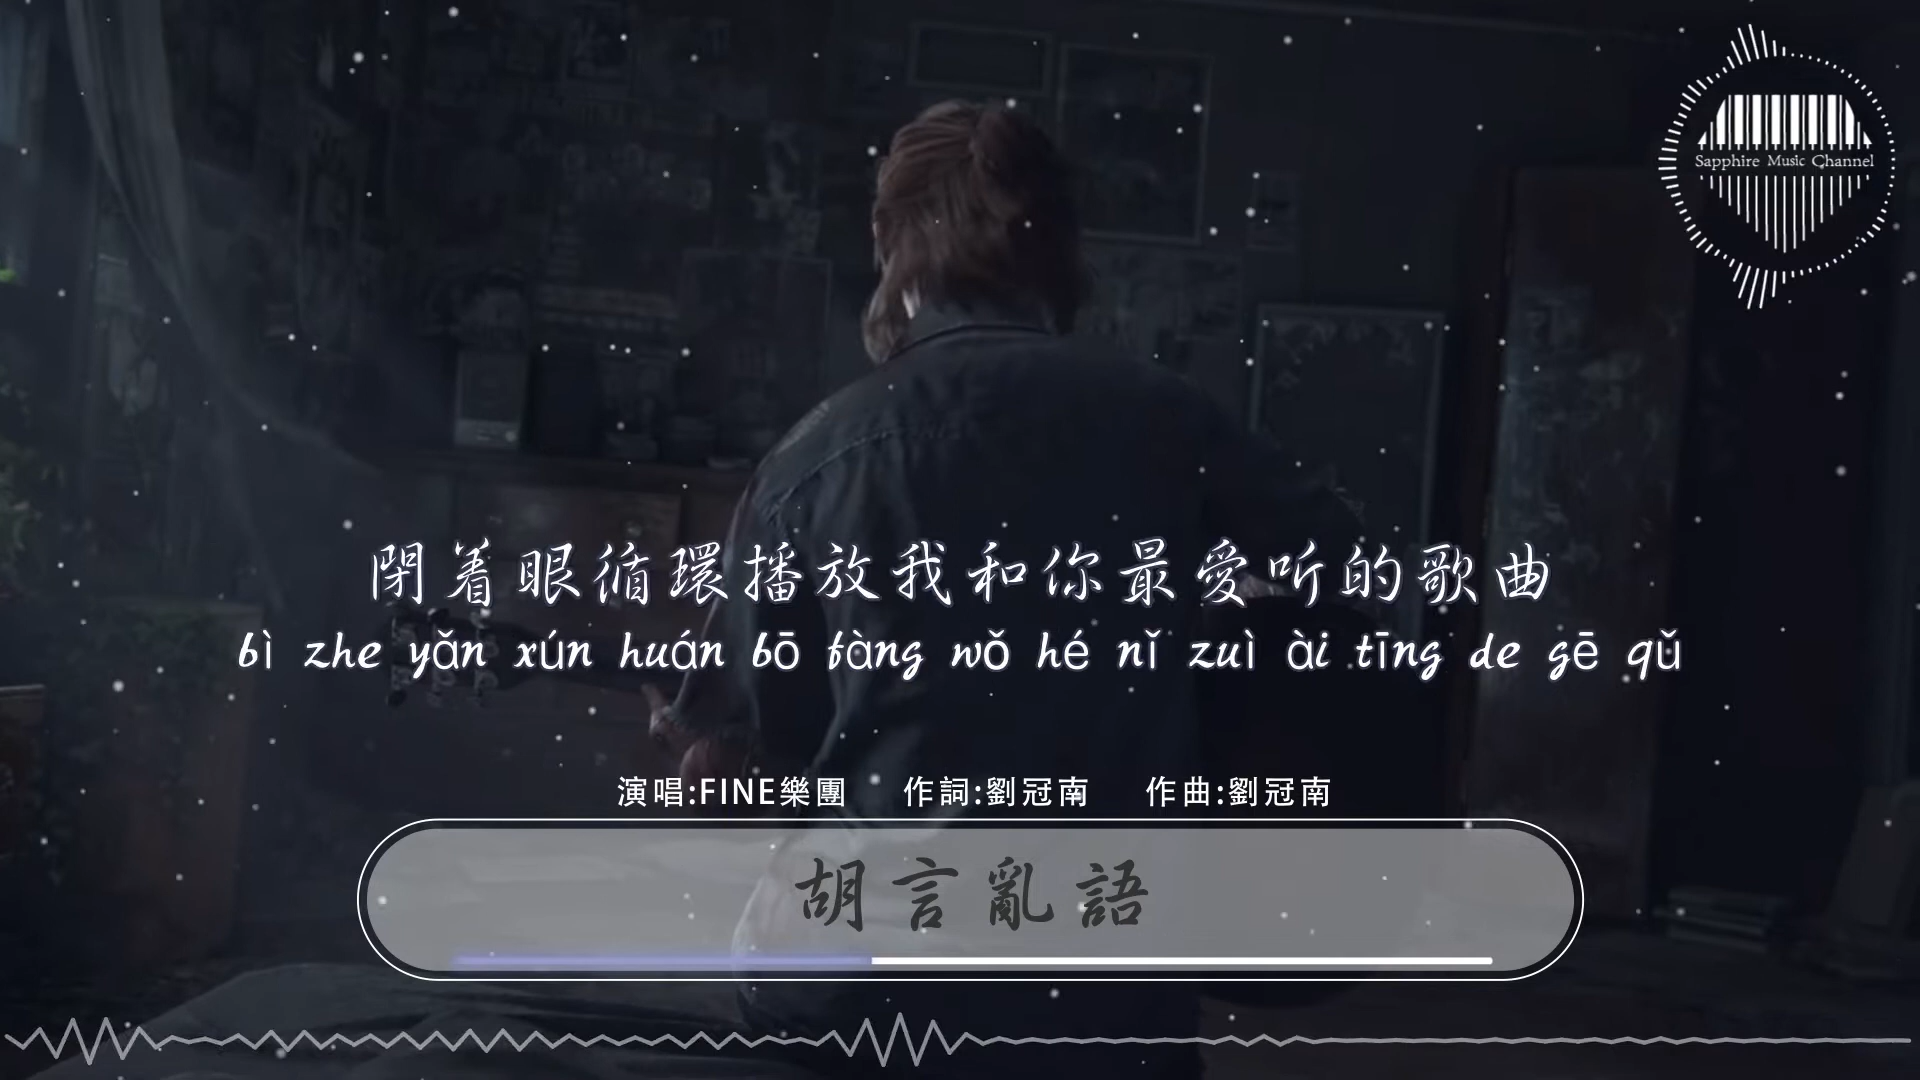 Sapphire Music Channel
閉着眼循環播放我和你最愛听的歌曲
bì zhe yǎn xún huán bō fàng wǒ hé nǐ zuì ài tīng de gē qǔ
演唱:FINE樂團 作詞:劉冠南 作曲:劉冠南
胡言亂語